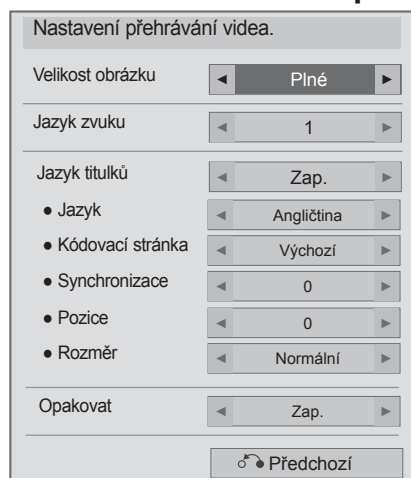 Nastavení přehrávání videa.
Velikost obrázku ◄ Plné ►
Jazyk zvuku ◄ 1 ►
Jazyk titulků ◄ Zap. ►
● Jazyk ◄ Angličtina ►
● Kódovací stránka ◄ Výchozí ►
● Synchronizace ◄ 0 ►
● Pozice ◄ 0 ►
● Rozměr ◄ Normální ►
Opakovat ◄ Zap. ►
Předchozí